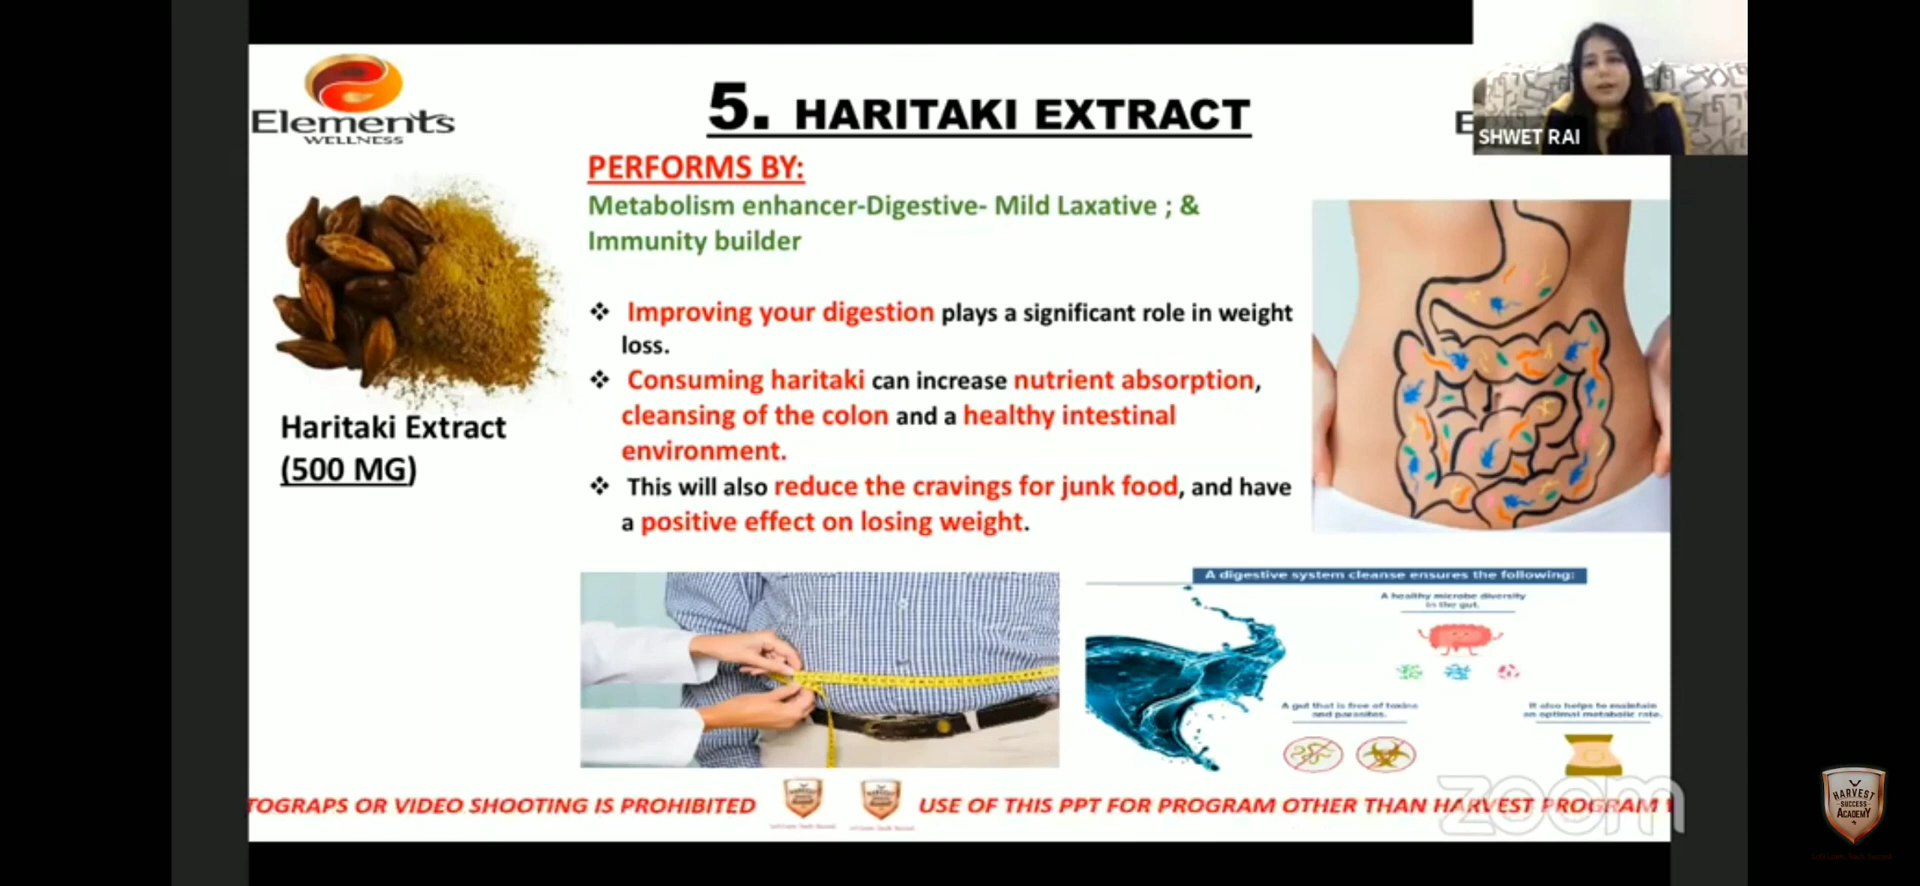 Elements
WELLNESS
5. HARITAKI EXTRACT
E
SHWET RAI
PERFORMS BY:
Metabolism enhancer-Digestive- Mild Laxative ; &
Immunity builder
❖ Improving your digestion plays a significant role in weight
loss.
❖ Consuming haritaki can increase nutrient absorption,
cleansing of the colon and a healthy intestinal
environment.
❖ This will also reduce the cravings for junk food, and have
a positive effect on losing weight.
Haritaki Extract
(500 MG)
A digestive system cleanse ensures the following:
A healthy microbe diversity
in the gut.
A gut that is free of toxins
and parasites.
It also helps to maintain
an optimal metabolic rate.
TOGRAPS OR VIDEO SHOOTING IS PROHIBITED
USE OF THIS PPT FOR PROGRAM OTHER THAN HARVEST PROGRAM
zoom
HARVEST
SUCCESS
ACADEMY